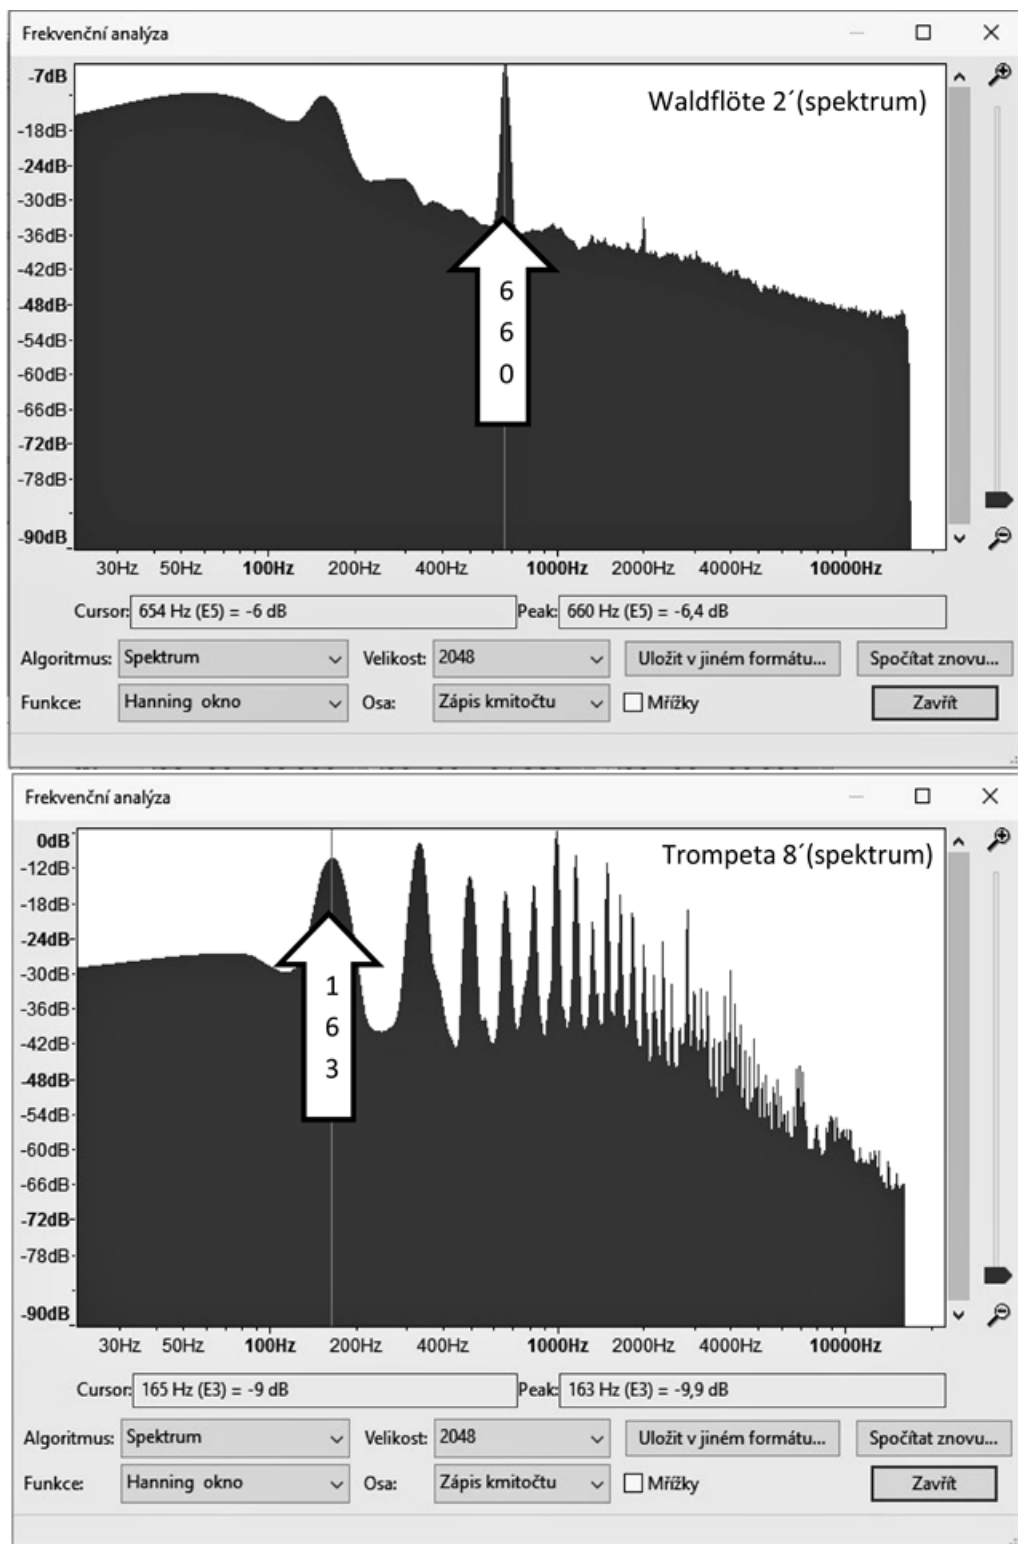 Frekvenční analýza
Waldflöte 2´(spektrum)
-7dB
-18dB
-24dB
-30dB
-36dB
-42dB
-48dB
-54dB
-60dB
-66dB
-72dB
-78dB
-90dB
6
6
0
30Hz 50Hz 100Hz 200Hz 400Hz 1000Hz 2000Hz 4000Hz 10000Hz
Cursor: 654 Hz (E5) = -6 dB Peak: 660 Hz (E5) = -6,4 dB
Algoritmus: Spektrum Velikost: 2048 Uložit v jiném formátu... Spočítat znovu...
Funkce: Hanning okno Osa: Zápis kmitočtu Mřížky Zavřít
Frekvenční analýza
Trompeta 8´(spektrum)
0dB
-12dB
-18dB
-24dB
-30dB
-36dB
-42dB
-48dB
-54dB
-60dB
-66dB
-72dB
-78dB
-90dB
1
6
3
30Hz 50Hz 100Hz 200Hz 400Hz 1000Hz 2000Hz 4000Hz 10000Hz
Cursor: 165 Hz (E3) = -9 dB Peak: 163 Hz (E3) = -9,9 dB
Algoritmus: Spektrum Velikost: 2048 Uložit v jiném formátu... Spočítat znovu...
Funkce: Hanning okno Osa: Zápis kmitočtu Mřížky Zavřít